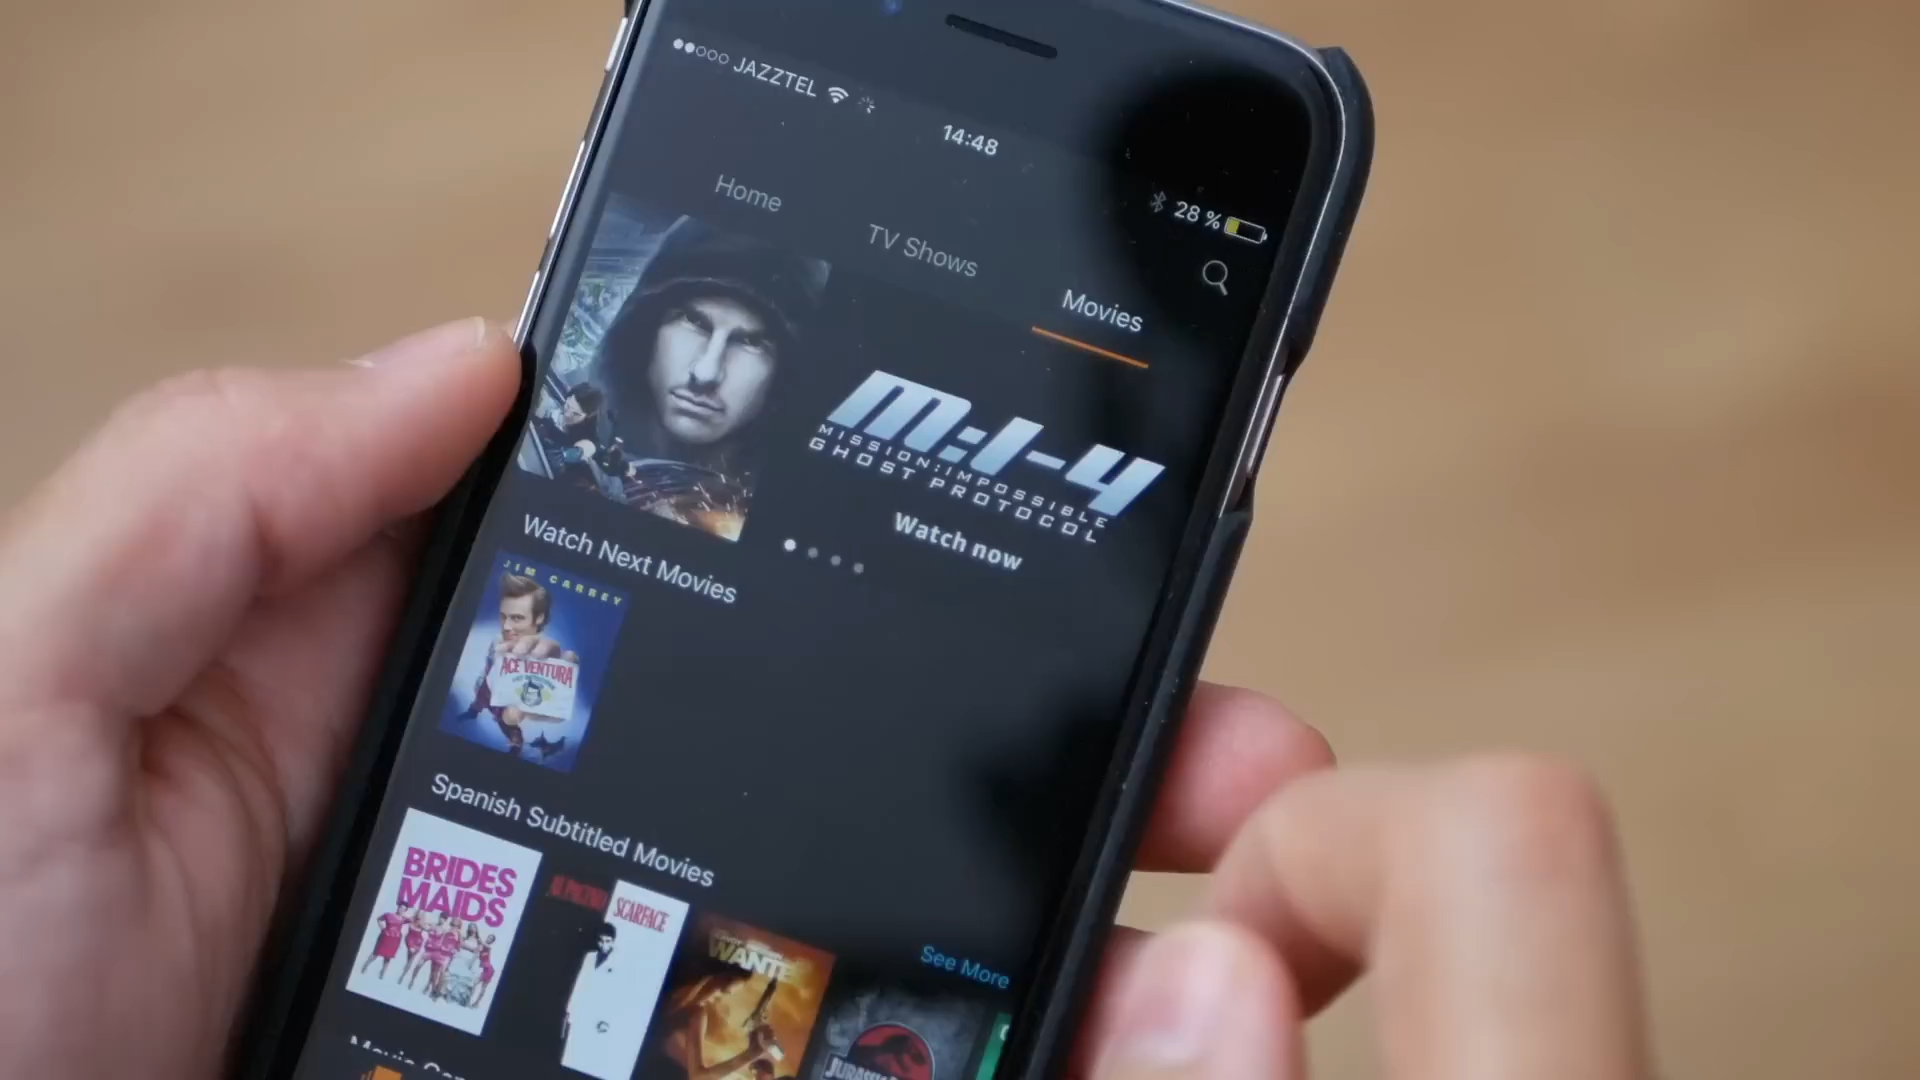 JAZZTEL
14:48
28 %
Home
TV Shows
Movies
M:I-4
MISSION:IMPOSSIBLE
GHOST PROTOCOL
Watch now
Watch Next Movies
JIM CARREY
ACE VENTURA
Spanish Subtitled Movies
See More
BRIDES
MAIDS
AL PACINO
SCARFACE
WANTE
JURASSIC